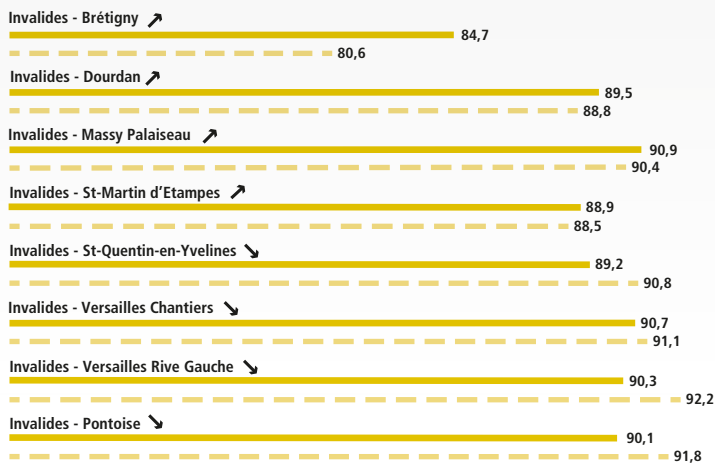 Invalides - Brétigny ↗
84,7
80,6
Invalides - Dourdan ↗
89,5
88,8
Invalides - Massy Palaiseau ↗
90,9
90,4
Invalides - St-Martin d'Etampes ↗
88,9
88,5
Invalides - St-Quentin-en-Yvelines ↘
89,2
90,8
Invalides - Versailles Chantiers ↘
90,7
91,1
Invalides - Versailles Rive Gauche ↘
90,3
92,2
Invalides - Pontoise ↘
90,1
91,8